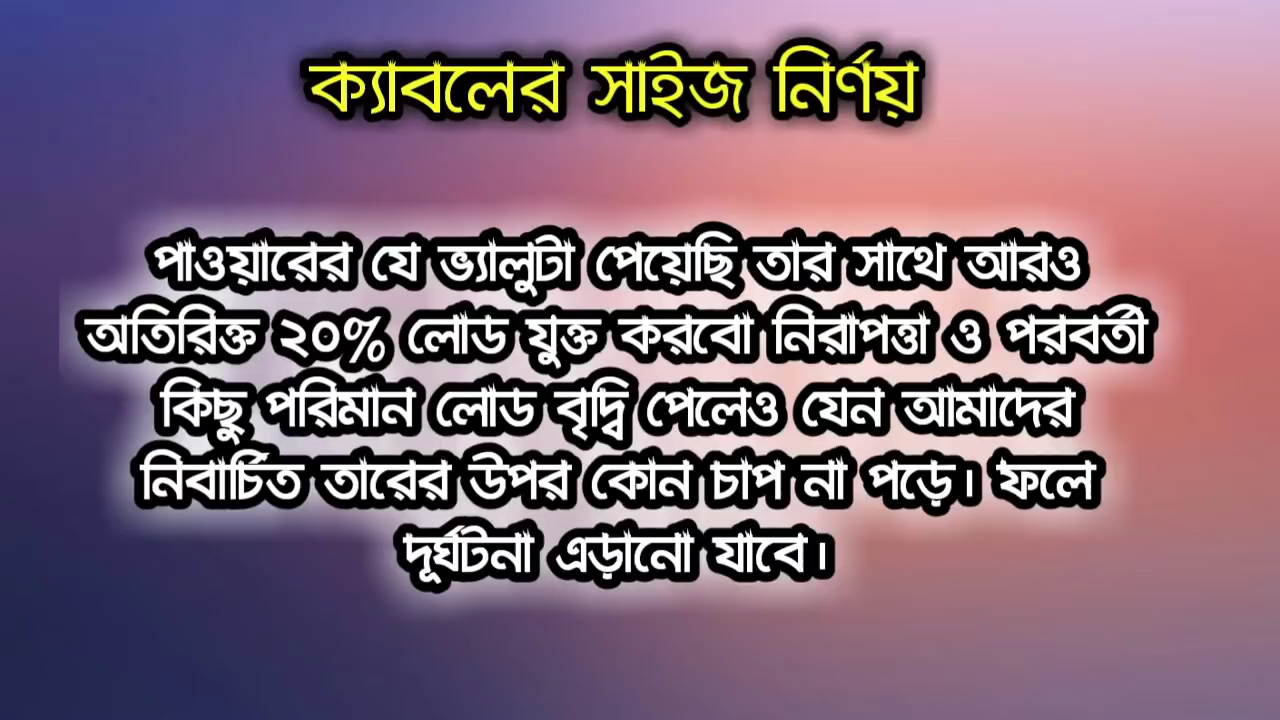 ক্যাবলের সাইজ নির্ণয়
পাওয়ারের যে ভ্যালুটা পেয়েছি তার সাথে আরও
অতিরিক্ত ২০% লোড যুক্ত করবো নিরাপত্তা ও পরবর্তী
কিছু পরিমান লোড বৃদ্বি পেলেও যেন আমাদের
নিবার্চিত তারের উপর কোন চাপ না পড়ে। ফলে
দূর্ঘটনা এড়ানো যাবে।